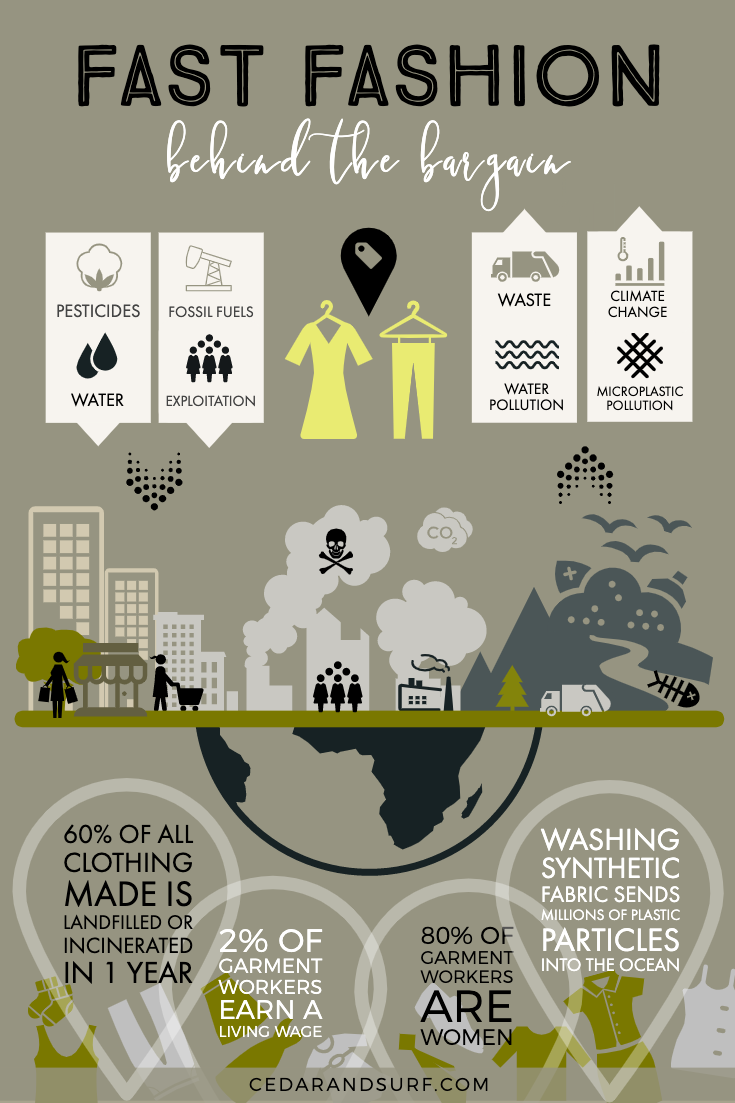 FAST FASHION
behind the bargain
PESTICIDES
WATER
FOSSIL FUELS
EXPLOITATION
WASTE
WATER
POLLUTION
CLIMATE
CHANGE
MICROPLASTIC
POLLUTION
CO2
60% OF ALL
CLOTHING
MADE IS
LANDFILLED OR
INCINERATED
IN 1 YEAR
2% OF
GARMENT
WORKERS
EARN A
LIVING WAGE
80% OF
GARMENT
WORKERS
ARE
WOMEN
WASHING
SYNTHETIC
FABRIC SENDS
MILLIONS OF PLASTIC
PARTICLES
INTO THE OCEAN
CEDARANDSURF.COM